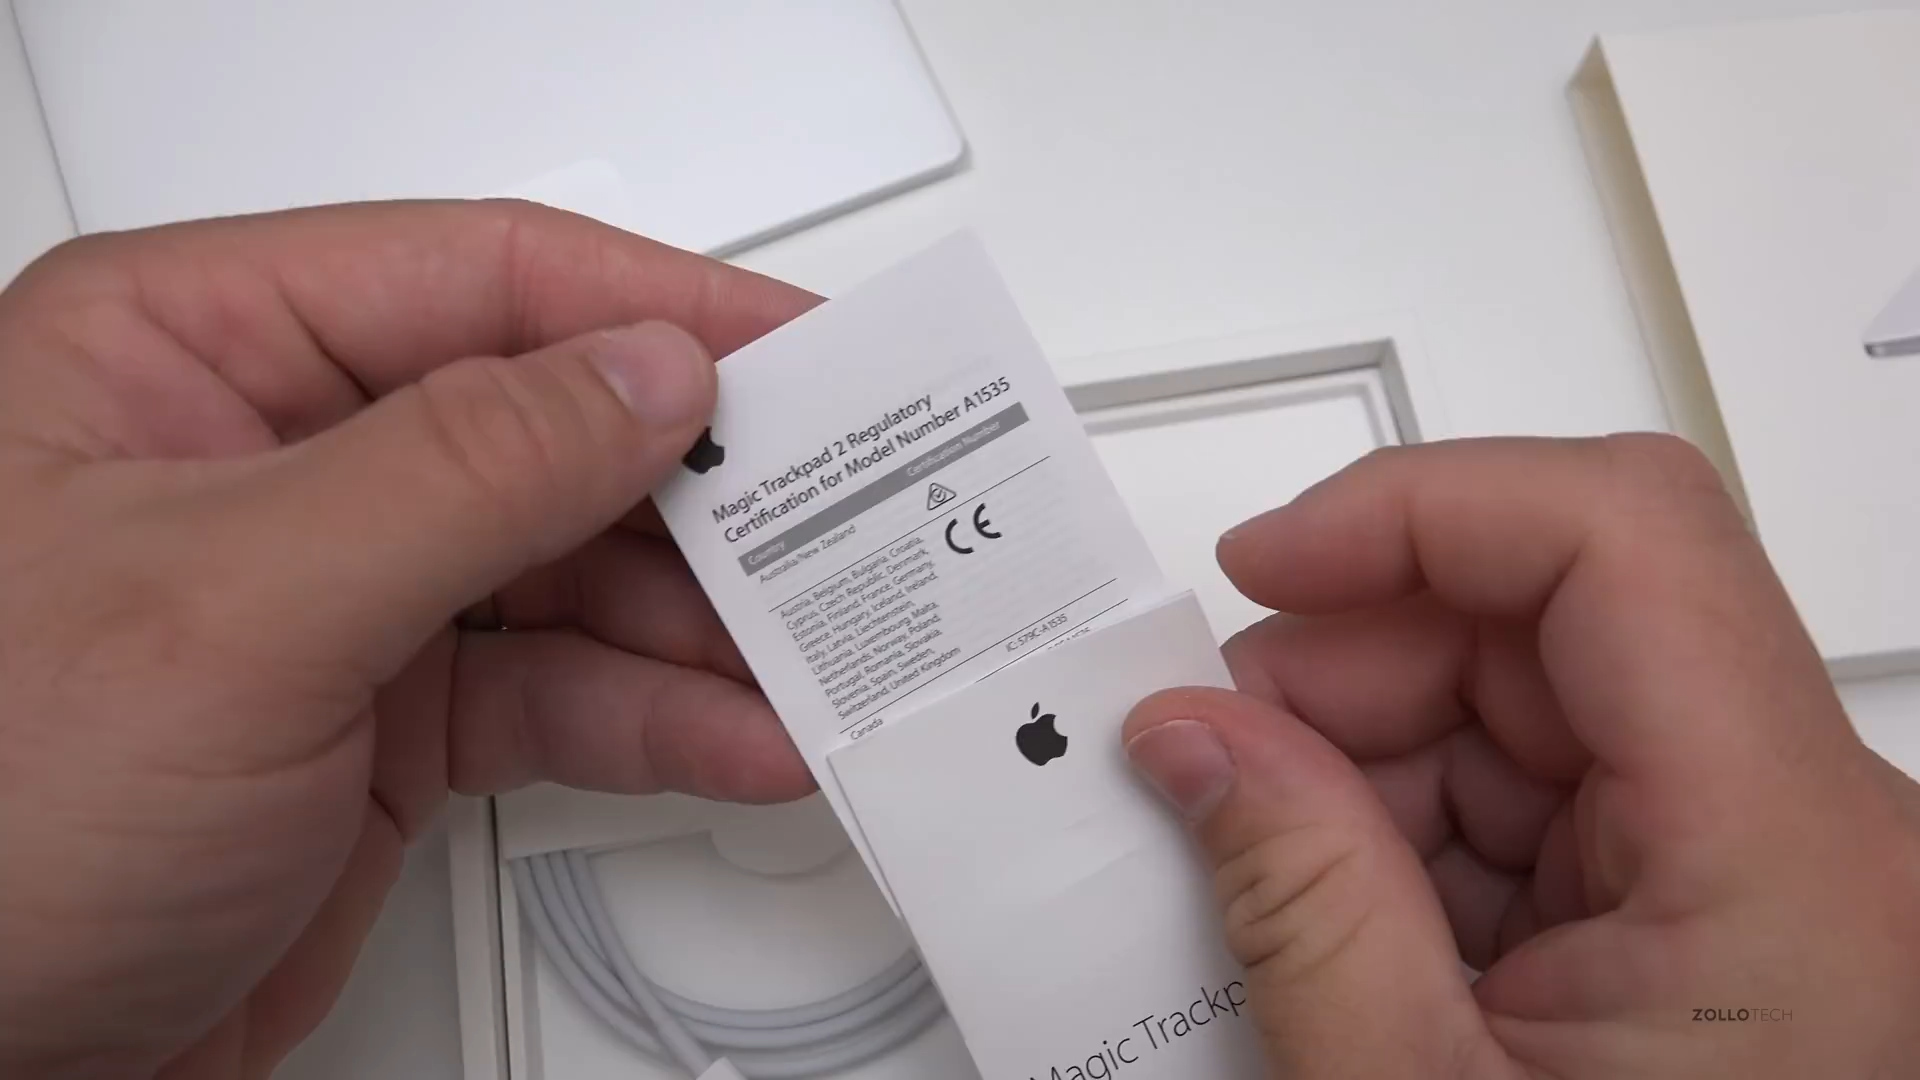 Magic Trackpad 2 Regulatory
Certification for Model Number A1535
Country Certification Number
Australia/New Zealand
Austria, Belgium, Bulgaria, Croatia,
Cyprus, Czech Republic, Denmark,
Estonia, Finland, France, Germany,
Greece, Hungary, Iceland, Ireland,
Italy, Latvia, Liechtenstein,
Lithuania, Luxembourg, Malta,
Netherlands, Norway, Poland,
Portugal, Romania, Slovakia,
Slovenia, Spain, Sweden,
Switzerland, United Kingdom
CE
Canada IC: 579C-A1535
Magic Trackp
ZOLLOTECH